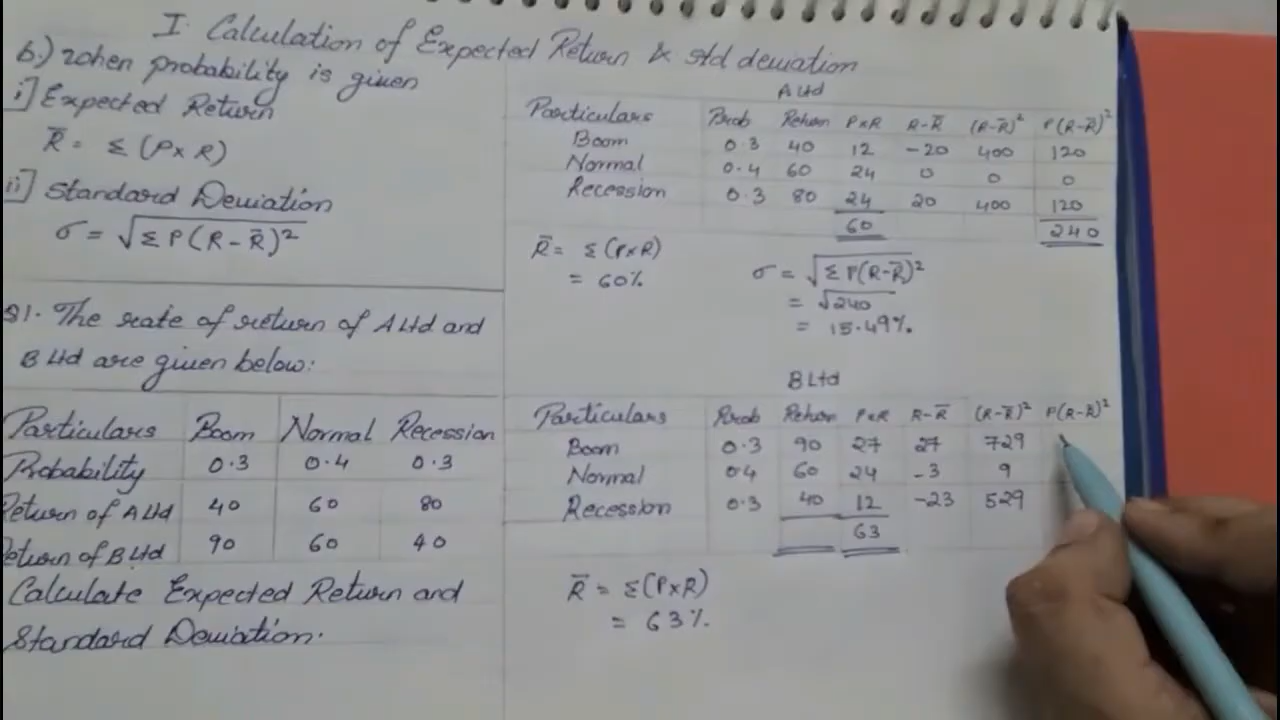 I. Calculation of Expected Return & Std deviation
b.) when probability is given
i] Expected Return
R̄ = Σ (P×R)
ii] Standard Deviation
σ = √Σ P(R-R̄)²
Q1. The rate of return of A Ltd and
B Ltd are given below:
Particulars Boom Normal Recession
Probability 0.3 0.4 0.3
Return of A Ltd 40 60 80
Return of B Ltd 90 60 40
Calculate Expected Return and
Standard Deviation.
A Ltd
Particulars Prob Return P×R R-R̄ (R-R̄)² P(R-R̄)²
Boom 0.3 40 12 -20 400 120
Normal 0.4 60 24 0 0 0
Recession 0.3 80 24 20 400 120
60 240
R̄ = Σ (P×R)
= 60%
σ = √Σ P(R-R̄)²
= √240
= 15.49%
B Ltd
Particulars Prob Return P×R R-R̄ (R-R̄)² P(R-R̄)²
Boom 0.3 90 27 27 729
Normal 0.4 60 24 -3 9
Recession 0.3 40 12 -23 529
63
R̄ = Σ(P×R)
= 63%